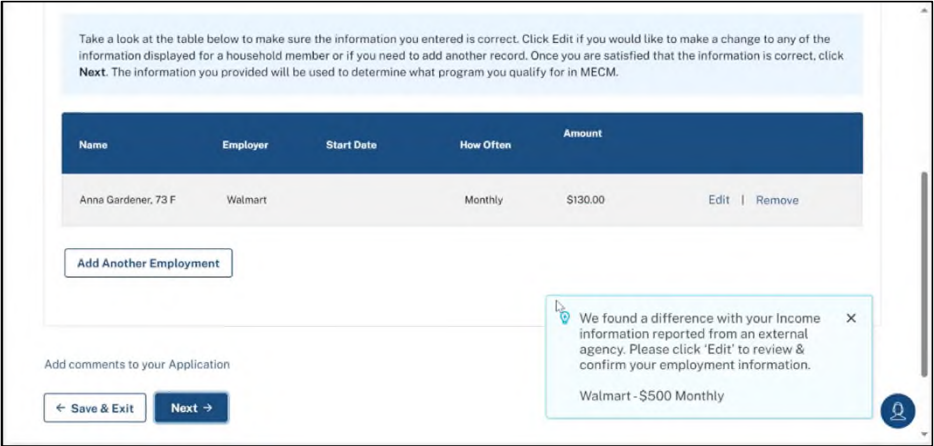 Take a look at the table below to make sure the information you entered is correct. Click Edit if you would like to make a change to any of the
information displayed for a household member or if you need to add another record. Once you are satisfied that the information is correct, click
Next. The information you provided will be used to determine what program you qualify for in MECM.
Name Employer Start Date How Often Amount
Anna Gardener, 73 F Walmart Monthly $130.00 Edit | Remove
Add Another Employment
We found a difference with your Income
information reported from an external
agency. Please click 'Edit' to review &
confirm your employment information.
Walmart - $500 Monthly
Add comments to your Application
← Save & Exit Next →